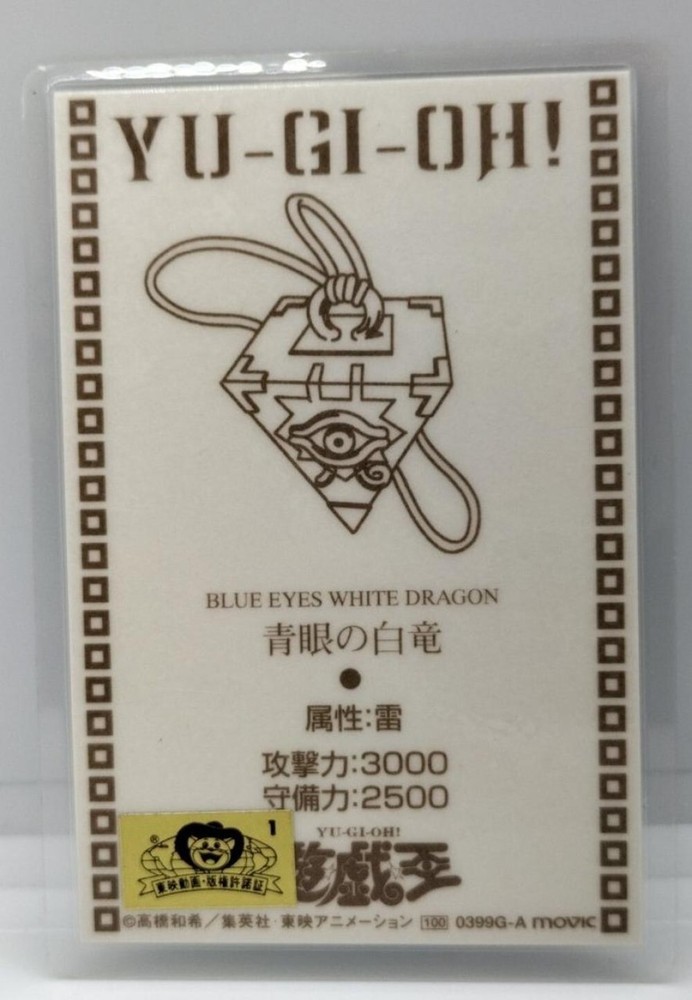 YU-GI-OH!
BLUE EYES WHITE DRAGON
青眼の白竜
●
属性:雷
攻撃力:3000
守備力:2500
YU-GI-OH!
遊戯王
® 1
東映動画・版権許諾証
©高橋和希／集英社・東映アニメーション 100 0399G-A movic